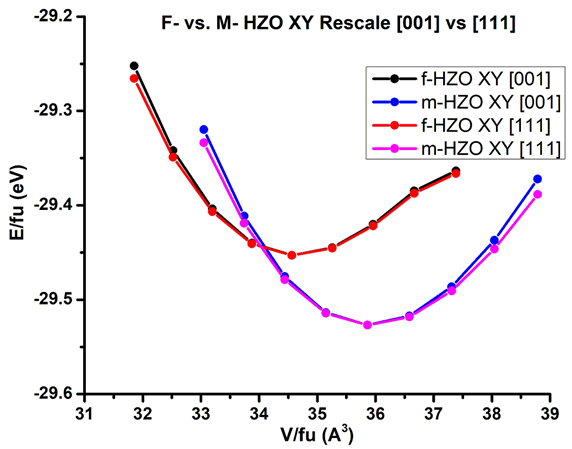 F- vs. M- HZO XY Rescale [001] vs [111]
f-HZO XY [001]
m-HZO XY [001]
f-HZO XY [111]
m-HZO XY [111]
E/fu (eV)
-29.2
-29.3
-29.4
-29.5
-29.6
31 32 33 34 35 36 37 38 39
V/fu (A³)